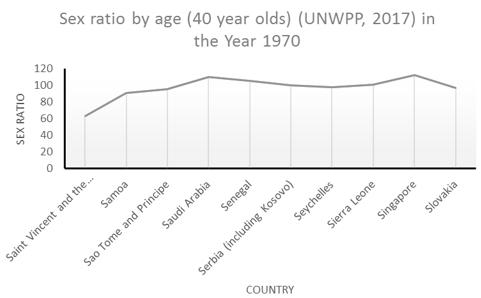 Sex ratio by age (40 year olds) (UNWPP, 2017) in
the Year 1970
120
100
80
60
40
20
0
SEX RATIO
Saint Vincent and the...
Samoa
Sao Tome and Principe
Saudi Arabia
Senegal
Serbia (including Kosovo)
Seychelles
Sierra Leone
Singapore
Slovakia
COUNTRY